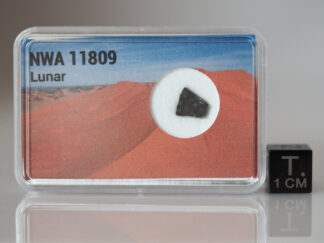 NWA 11809
Lunar
T.
1 CM